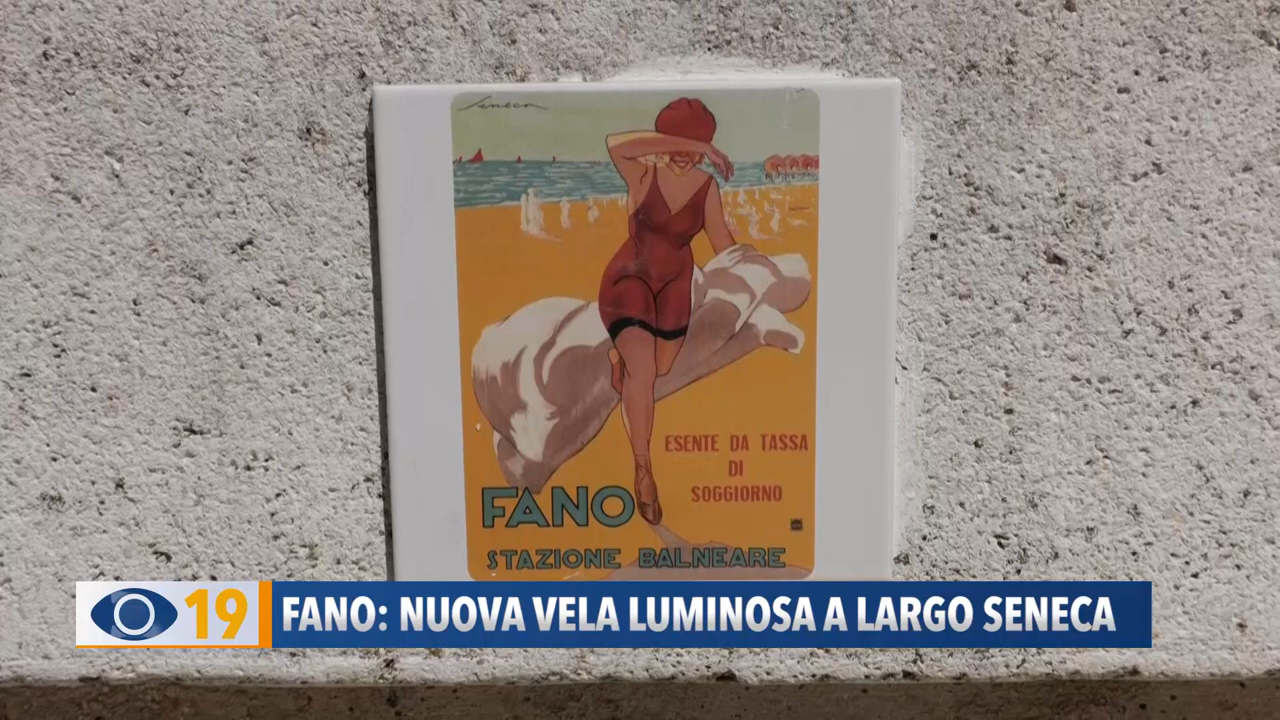 Seneca
ESENTE DA TASSA
DI
SOGGIORNO
FANO
STAZIONE BALNEARE
19
FANO: NUOVA VELA LUMINOSA A LARGO SENECA